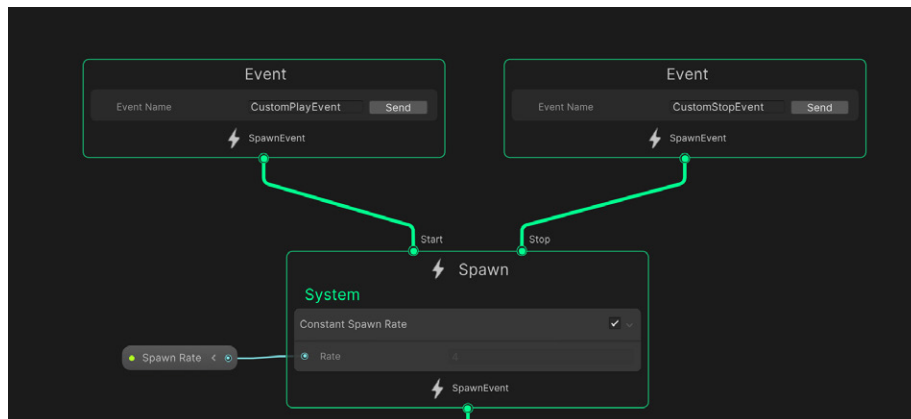 Event
Event Name CustomPlayEvent Send
SpawnEvent
Event
Event Name CustomStopEvent Send
SpawnEvent
Start
Stop
Spawn
System
Constant Spawn Rate
Spawn Rate
Rate 4
SpawnEvent